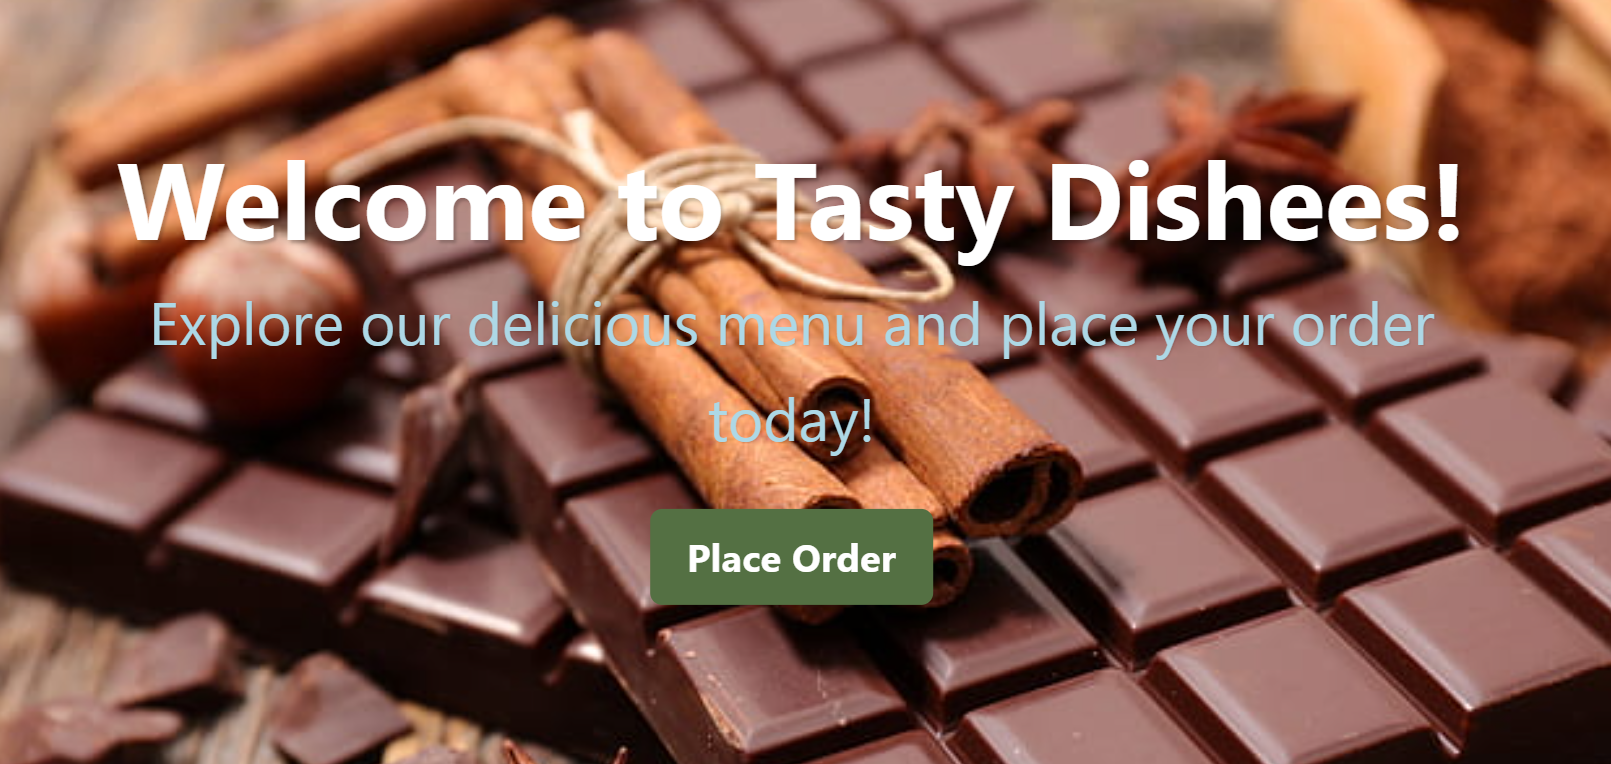 Welcome to Tasty Dishees!
Explore our delicious menu and place your order
today!
Place Order